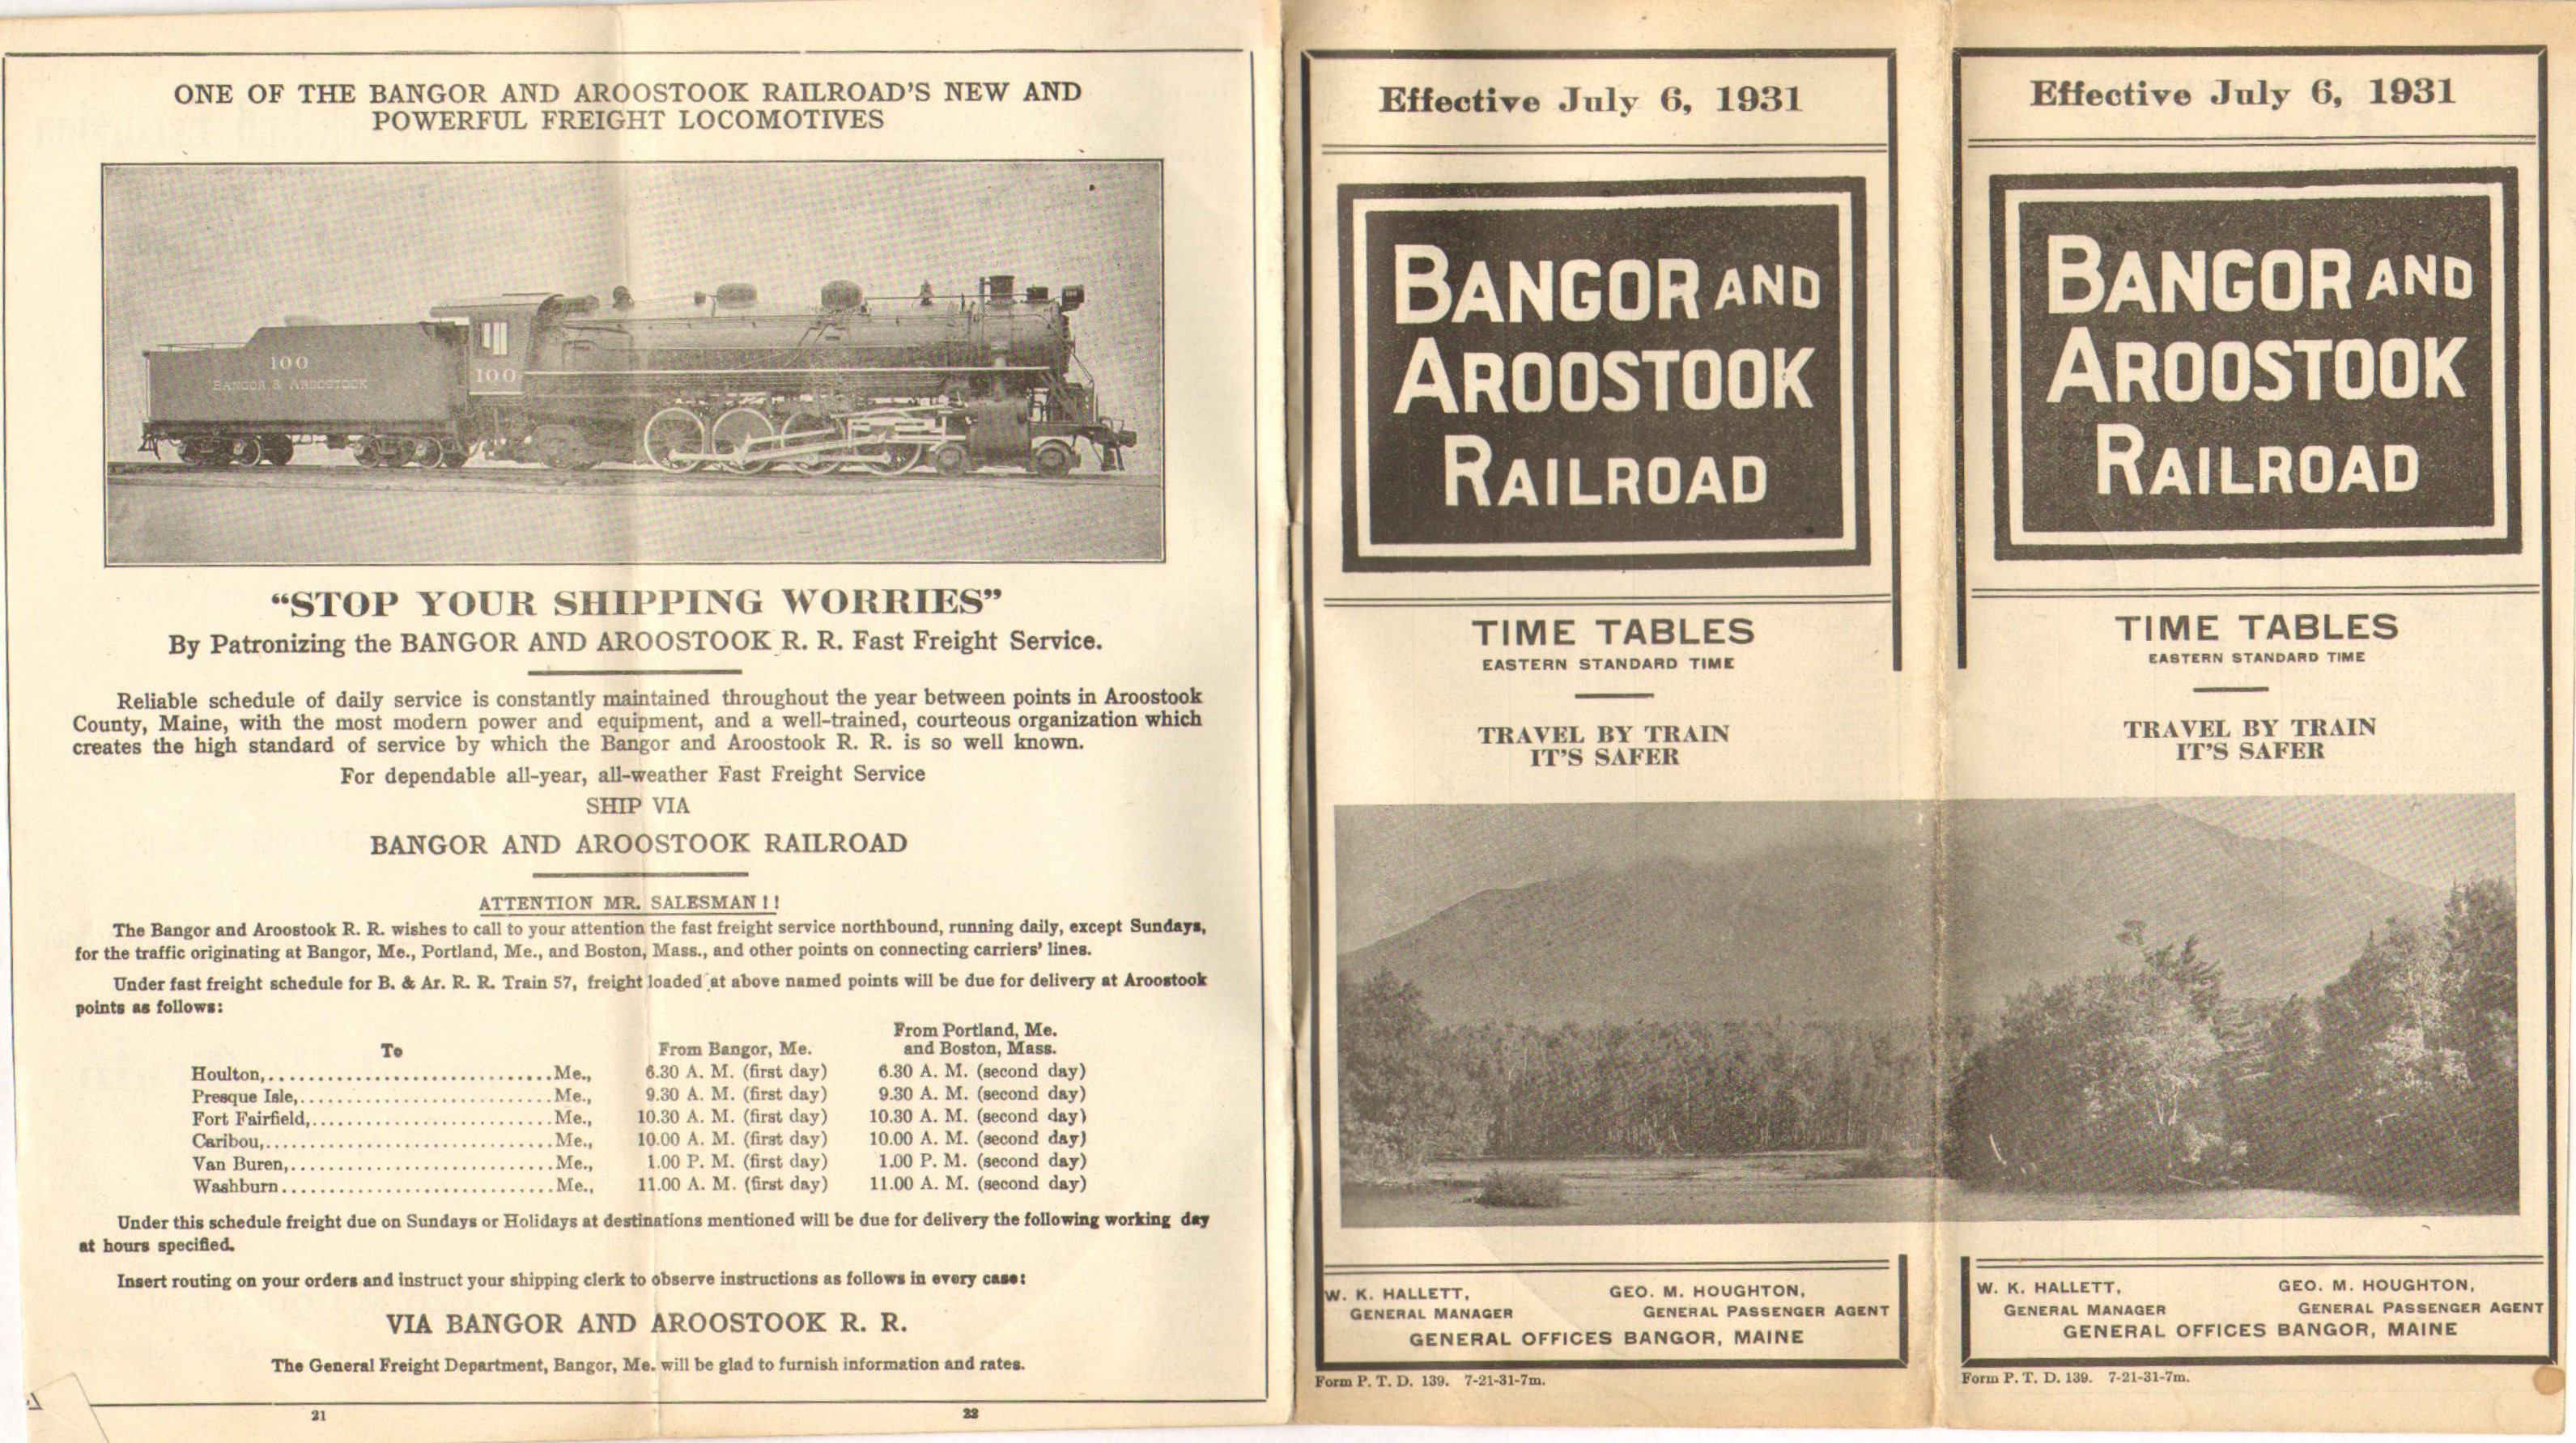 ONE OF THE BANGOR AND AROOSTOOK RAILROAD'S NEW AND
POWERFUL FREIGHT LOCOMOTIVES
100
BANGOR & AROOSTOOK
100
“STOP YOUR SHIPPING WORRIES”
By Patronizing the BANGOR AND AROOSTOOK R. R. Fast Freight Service.
Reliable schedule of daily service is constantly maintained throughout the year between points in Aroostook
County, Maine, with the most modern power and equipment, and a well-trained, courteous organization which
creates the high standard of service by which the Bangor and Aroostook R. R. is so well known.
For dependable all-year, all-weather Fast Freight Service
SHIP VIA
BANGOR AND AROOSTOOK RAILROAD
ATTENTION MR. SALESMAN ! !
The Bangor and Aroostook R. R. wishes to call to your attention the fast freight service northbound, running daily, except Sundays,
for the traffic originating at Bangor, Me., Portland, Me., and Boston, Mass., and other points on connecting carriers' lines.
Under fast freight schedule for B. & Ar. R. R. Train 57, freight loaded at above named points will be due for delivery at Aroostook
points as follows:
To From Bangor, Me. From Portland, Me. and Boston, Mass.
Houlton,..............................Me., 6.30 A. M. (first day) 6.30 A. M. (second day)
Presque Isle,..........................Me., 9.30 A. M. (first day) 9.30 A. M. (second day)
Fort Fairfield,.........................Me., 10.30 A. M. (first day) 10.30 A. M. (second day)
Caribou,..............................Me., 10.00 A. M. (first day) 10.00 A. M. (second day)
Van Buren,...........................Me., 1.00 P. M. (first day) 1.00 P. M. (second day)
Washburn............................Me., 11.00 A. M. (first day) 11.00 A. M. (second day)
Under this schedule freight due on Sundays or Holidays at destinations mentioned will be due for delivery the following working day
at hours specified.
Insert routing on your orders and instruct your shipping clerk to observe instructions as follows in every case:
VIA BANGOR AND AROOSTOOK R. R.
The General Freight Department, Bangor, Me. will be glad to furnish information and rates.
21
22
Effective July 6, 1931
BANGOR AND
AROOSTOOK
RAILROAD
TIME TABLES
EASTERN STANDARD TIME
TRAVEL BY TRAIN
IT'S SAFER
W. K. HALLETT, GEO. M. HOUGHTON,
GENERAL MANAGER GENERAL PASSENGER AGENT
GENERAL OFFICES BANGOR, MAINE
Form P. T. D. 139. 7-21-31-7m.
Effective July 6, 1931
BANGOR AND
AROOSTOOK
RAILROAD
TIME TABLES
EASTERN STANDARD TIME
TRAVEL BY TRAIN
IT'S SAFER
W. K. HALLETT, GEO. M. HOUGHTON,
GENERAL MANAGER GENERAL PASSENGER AGENT
GENERAL OFFICES BANGOR, MAINE
Form P. T. D. 139. 7-21-31-7m.